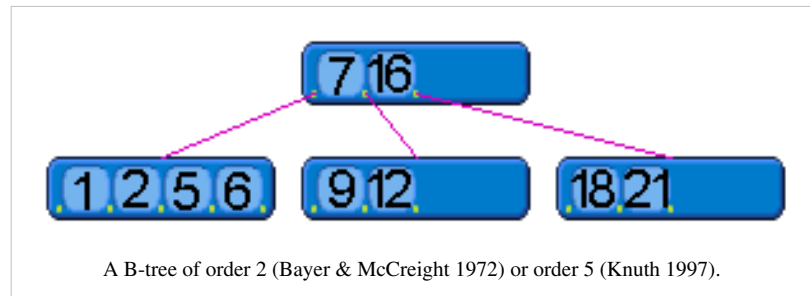 7 16
1 2 5 6 9 12 18 21
A B-tree of order 2 (Bayer & McCreight 1972) or order 5 (Knuth 1997).